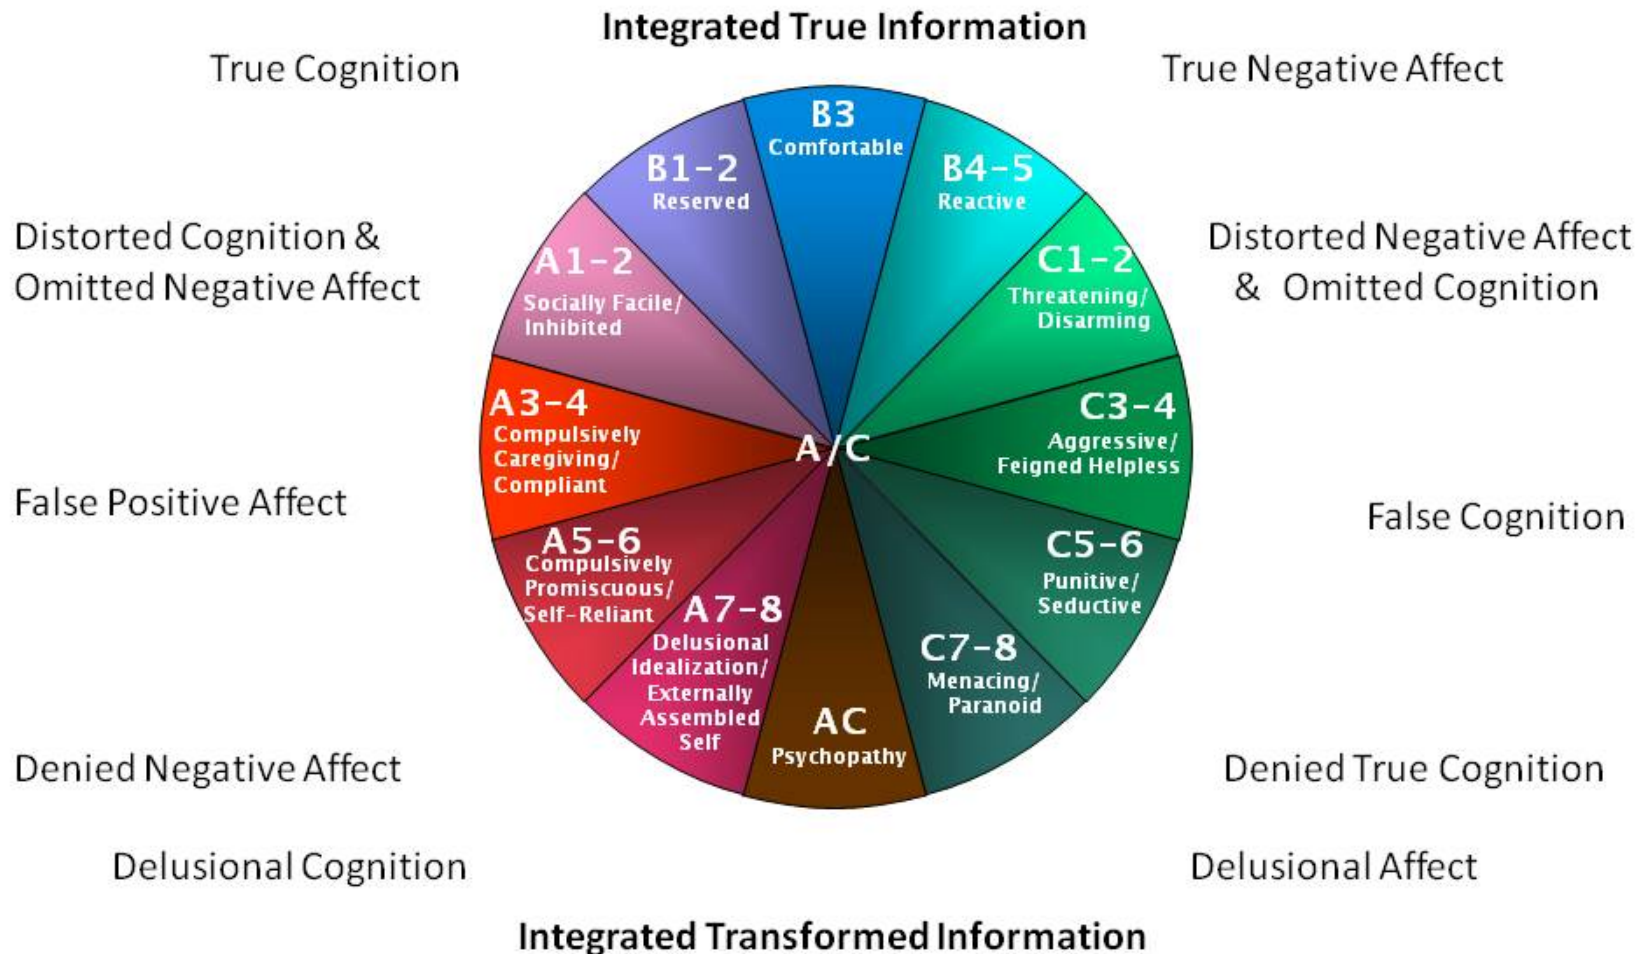 Integrated True Information
True Cognition
True Negative Affect
B3
Comfortable
B1-2
Reserved
B4-5
Reactive
Distorted Cognition &
Omitted Negative Affect
A1-2
Socially Facile/
Inhibited
C1-2
Threatening/
Disarming
Distorted Negative Affect
& Omitted Cognition
A3-4
Compulsively
Caregiving/
Compliant
A/C
C3-4
Aggressive/
Feigned Helpless
False Positive Affect
False Cognition
A5-6
Compulsively
Promiscuous/
Self-Reliant
C5-6
Punitive/
Seductive
A7-8
Delusional
Idealization/
Externally
Assembled
Self
C7-8
Menacing/
Paranoid
AC
Psychopathy
Denied Negative Affect
Denied True Cognition
Delusional Cognition
Delusional Affect
Integrated Transformed Information